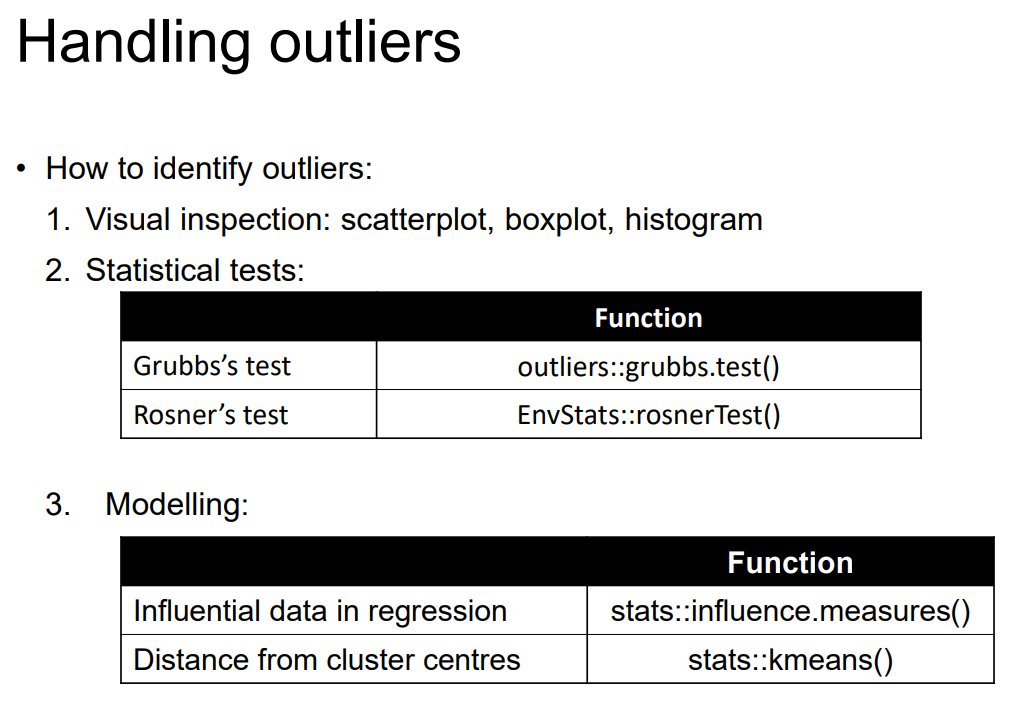 Handling outliers
• How to identify outliers:
1. Visual inspection: scatterplot, boxplot, histogram
2. Statistical tests:
Function
Grubbs’s test outliers::grubbs.test()
Rosner’s test EnvStats::rosnerTest()
3. Modelling:
Function
Influential data in regression stats::influence.measures()
Distance from cluster centres stats::kmeans()